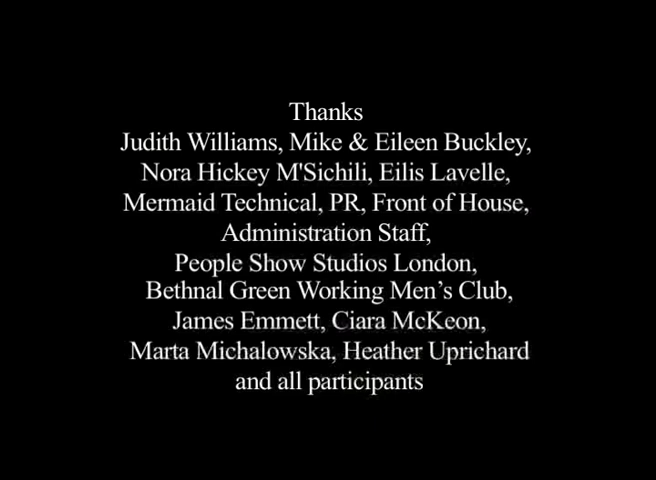 Thanks
Judith Williams, Mike & Eileen Buckley,
Nora Hickey M'Sichili, Eilis Lavelle,
Mermaid Technical, PR, Front of House,
Administration Staff,
People Show Studios London,
Bethnal Green Working Men’s Club,
James Emmett, Ciara McKeon,
Marta Michalowska, Heather Uprichard
and all participants